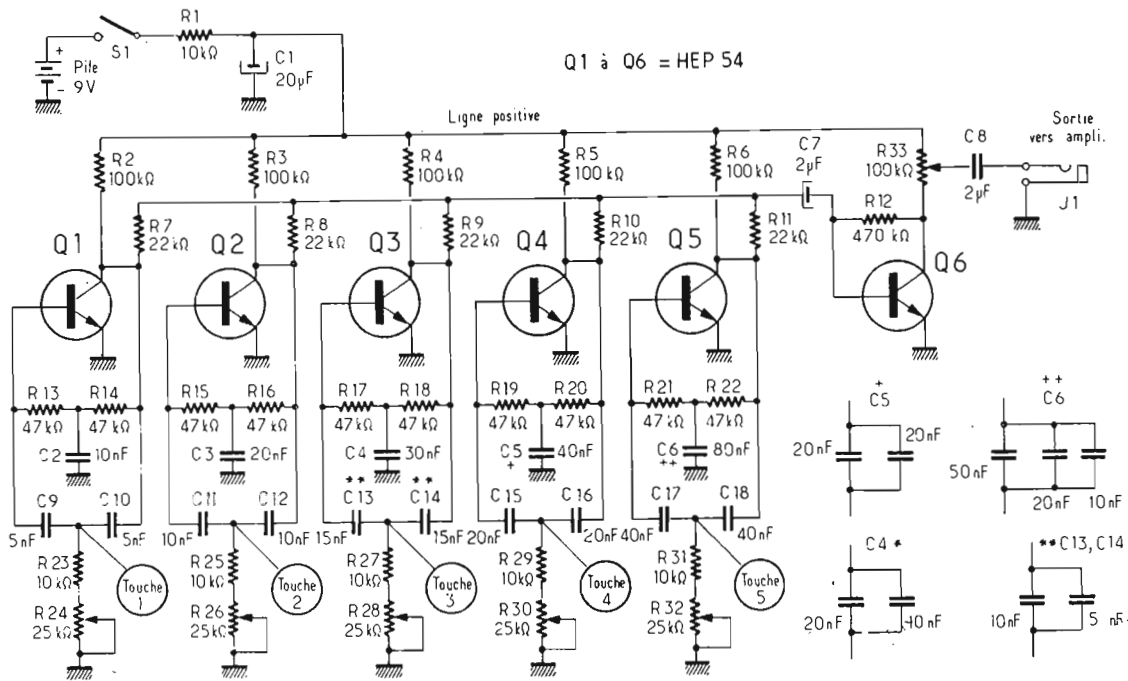 R1
10kΩ
S1
+
Pile
9V
-
C1
20µF
Q1 à Q6 = HEP 54
Ligne positive
Sortie
vers ampli.
R2
100kΩ
R3
100kΩ
R4
100kΩ
R5
100kΩ
R6
100kΩ
C7
2µF
R33
100kΩ
C8
2µF
J1
R7
22kΩ
R8
22kΩ
R9
22kΩ
R10
22kΩ
R11
22kΩ
R12
470 kΩ
Q1
Q2
Q3
Q4
Q5
Q6
R13
47kΩ
R14
47kΩ
R15
47kΩ
R16
47kΩ
R17
47kΩ
R18
47kΩ
R19
47kΩ
R20
47kΩ
R21
47kΩ
R22
47kΩ
C2
10nF
C3
20nF
C4
*
30nF
C5
+
40nF
C6
++
80nF
C9
5nF
C10
5nF
C11
10nF
C12
10nF
**
C13
15nF
**
C14
15nF
C15
20nF
C16
20nF
C17
40nF
C18
40nF
R23
10kΩ
R24
25kΩ
Touche
1
R25
10kΩ
R26
25kΩ
Touche
2
R27
10kΩ
R28
25kΩ
Touche
3
R29
10kΩ
R30
25kΩ
Touche
4
R31
10kΩ
R32
25kΩ
Touche
5
+
C5
20nF
20nF
++
C6
50nF
20nF
10nF
C4 *
20nF
10nF
**C13, C14
10nF
5 nF